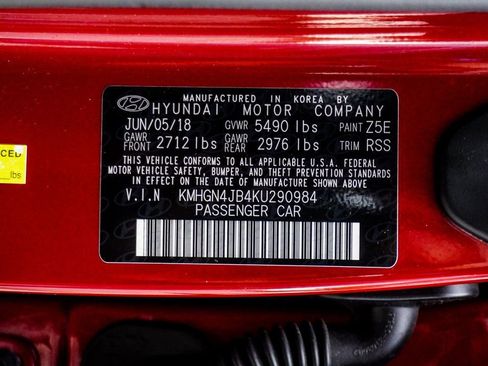 MANUFACTURED IN KOREA BY
HYUNDAI MOTOR COMPANY
JUN/05/18 GVWR 5490 lbs PAINT Z5E
GAWR FRONT 2712 lbs GAWR REAR 2976 lbs TRIM RSS
THIS VEHICLE CONFORMS TO ALL APPLICABLE U.S.A. FEDERAL
MOTOR VEHICLE SAFETY, BUMPER, AND THEFT PREVENTION STANDARDS
IN EFFECT ON THE DATE OF MANUFACTURE SHOWN ABOVE.
V.I.N KMHGN4JB4KU290984
PASSENGER CAR
CED
lbs